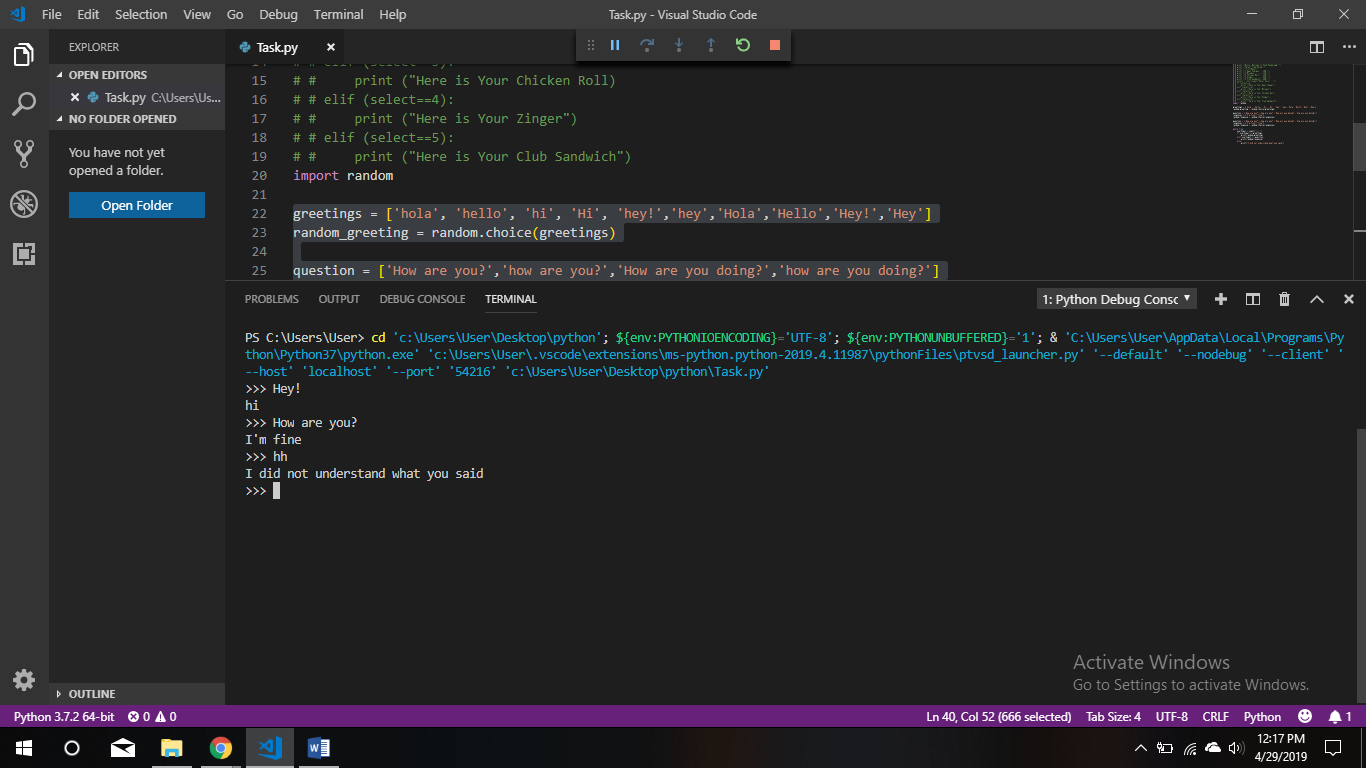 File Edit Selection View Go Debug Terminal Help Task.py - Visual Studio Code
EXPLORER
OPEN EDITORS
Task.py C:\Users\Us...
NO FOLDER OPENED
You have not yet
opened a folder.
Open Folder
OUTLINE
Task.py
15 # #     print ("Here is Your Chicken Roll)
16 # # elif (select==4):
17 # #     print ("Here is Your Zinger")
18 # # elif (select==5):
19 # #     print ("Here is Your Club Sandwich")
20 import random
21
22 greetings = ['hola', 'hello', 'hi', 'Hi', 'hey!','hey','Hola','Hello','Hey!','Hey']
23 random_greeting = random.choice(greetings)
24
25 question = ['How are you?','how are you?','How are you doing?','how are you doing?']
PROBLEMS OUTPUT DEBUG CONSOLE TERMINAL 1: Python Debug Consc
PS C:\Users\User> cd 'c:\Users\User\Desktop\python'; ${env:PYTHONIOENCODING}='UTF-8'; ${env:PYTHONUNBUFFERED}='1'; & 'C:\Users\User\AppData\Local\Programs\Py
thon\Python37\python.exe' 'c:\Users\User\.vscode\extensions\ms-python.python-2019.4.11987\pythonFiles\ptvsd_launcher.py' '--default' '--nodebug' '--client' '
--host' 'localhost' '--port' '54216' 'c:\Users\User\Desktop\python\Task.py'
>>> Hey!
hi
>>> How are you?
I'm fine
>>> hh
I did not understand what you said
>>>
Activate Windows
Go to Settings to activate Windows.
Python 3.7.2 64-bit 0 0 Ln 40, Col 52 (666 selected) Tab Size: 4 UTF-8 CRLF Python 1
12:17 PM
4/29/2019